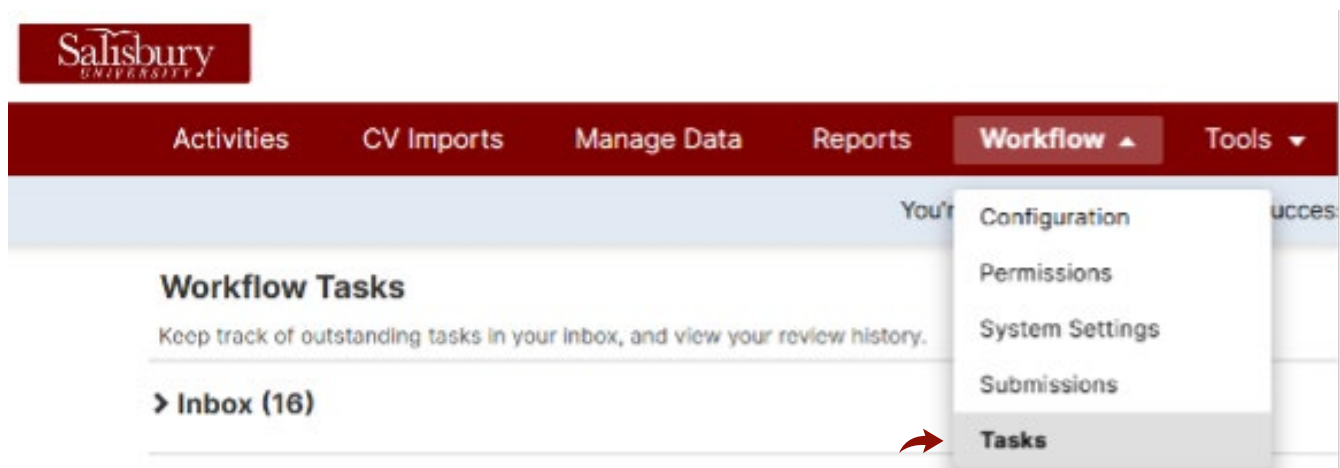 Salisbury
UNIVERSITY
Activities CV Imports Manage Data Reports Workflow Tools
You'r
Configuration
Permissions
System Settings
Submissions
Tasks
Workflow Tasks
Keep track of outstanding tasks in your inbox, and view your review history.
Inbox (16)